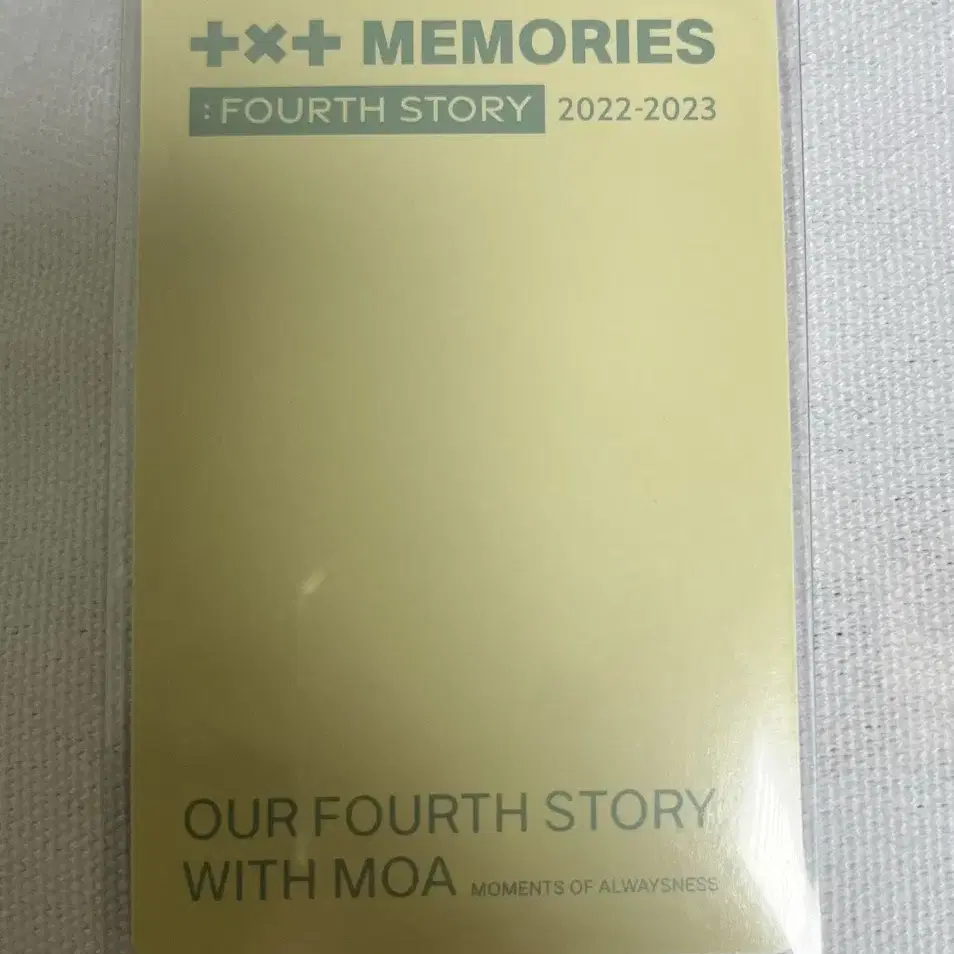 +×+ MEMORIES
: FOURTH STORY 2022-2023
OUR FOURTH STORY
WITH MOA MOMENTS OF ALWAYSNESS